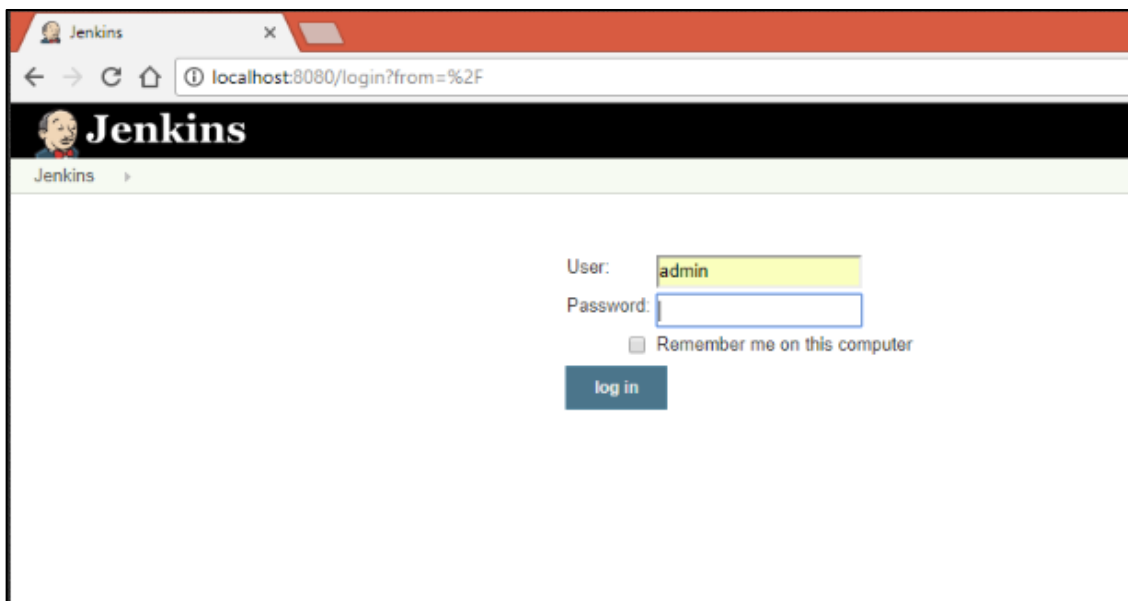 Jenkins
localhost:8080/login?from=%2F
Jenkins
Jenkins
User: admin
Password:
Remember me on this computer
log in